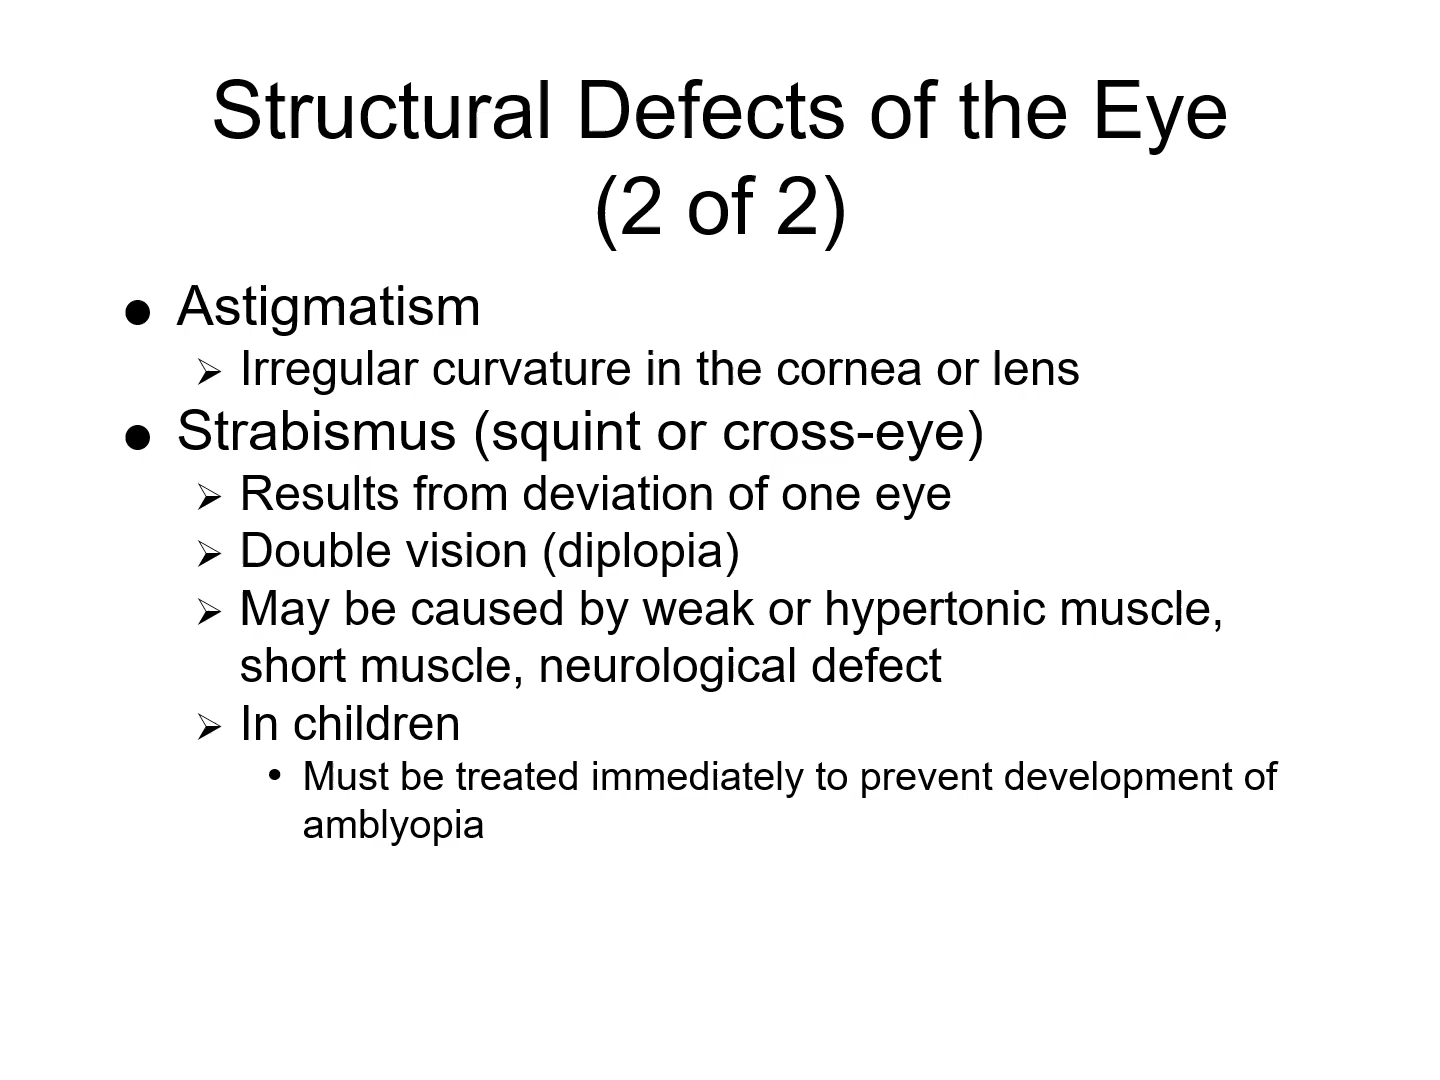 Structural Defects of the Eye
(2 of 2)
● Astigmatism
➢ Irregular curvature in the cornea or lens
● Strabismus (squint or cross-eye)
➢ Results from deviation of one eye
➢ Double vision (diplopia)
➢ May be caused by weak or hypertonic muscle,
short muscle, neurological defect
➢ In children
• Must be treated immediately to prevent development of
amblyopia